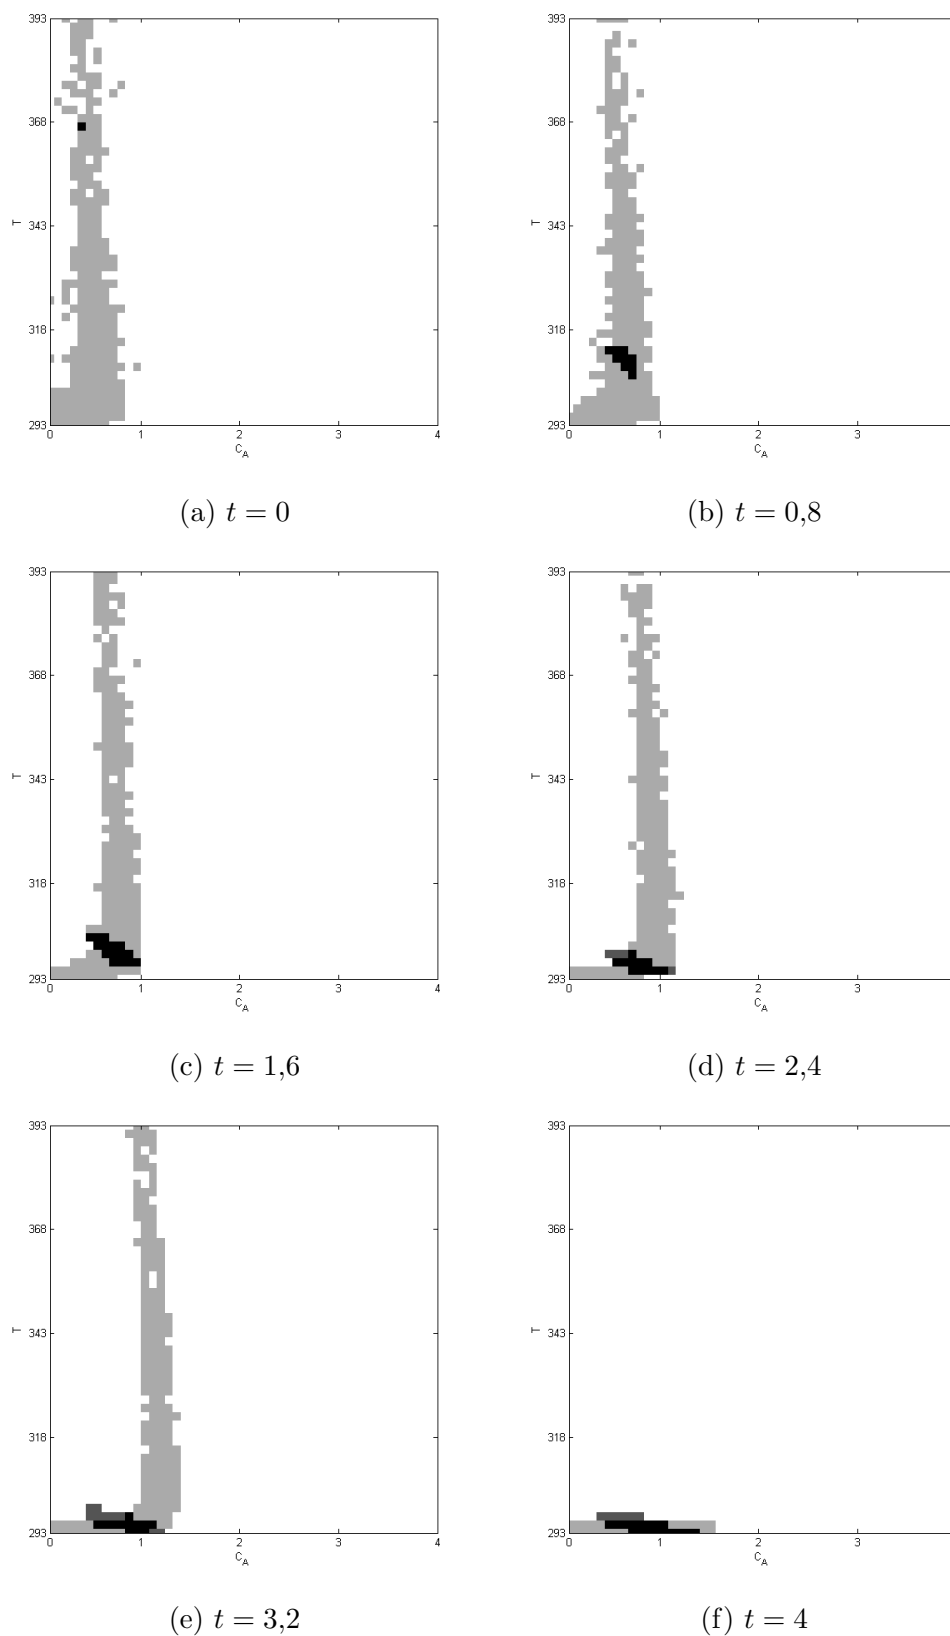 393
393
368
368
T
343
T
343
318
318
293
293
0 1 2 3 4
0 1 2 3
C_A
C_A
(a) t = 0
(b) t = 0,8
393
393
368
368
T
343
T
343
318
318
293
293
0 1 2 3 4
0 1 2 3
C_A
C_A
(c) t = 1,6
(d) t = 2,4
393
393
368
368
T
343
T
343
318
318
293
293
0 1 2 3 4
0 1 2 3
C_A
C_A
(e) t = 3,2
(f) t = 4